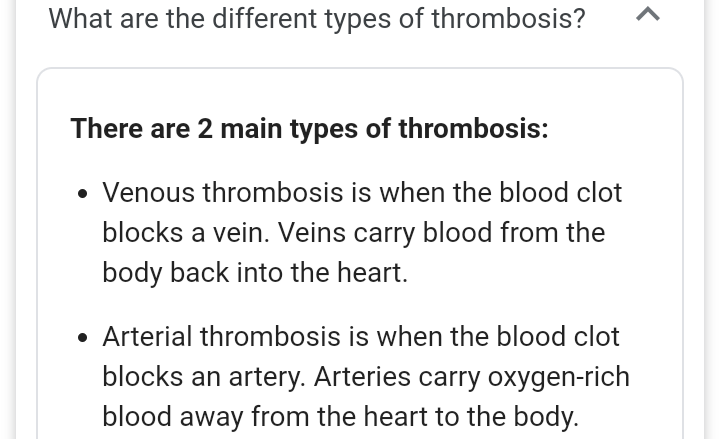 What are the different types of thrombosis?
There are 2 main types of thrombosis:
• Venous thrombosis is when the blood clot
blocks a vein. Veins carry blood from the
body back into the heart.
• Arterial thrombosis is when the blood clot
blocks an artery. Arteries carry oxygen-rich
blood away from the heart to the body.